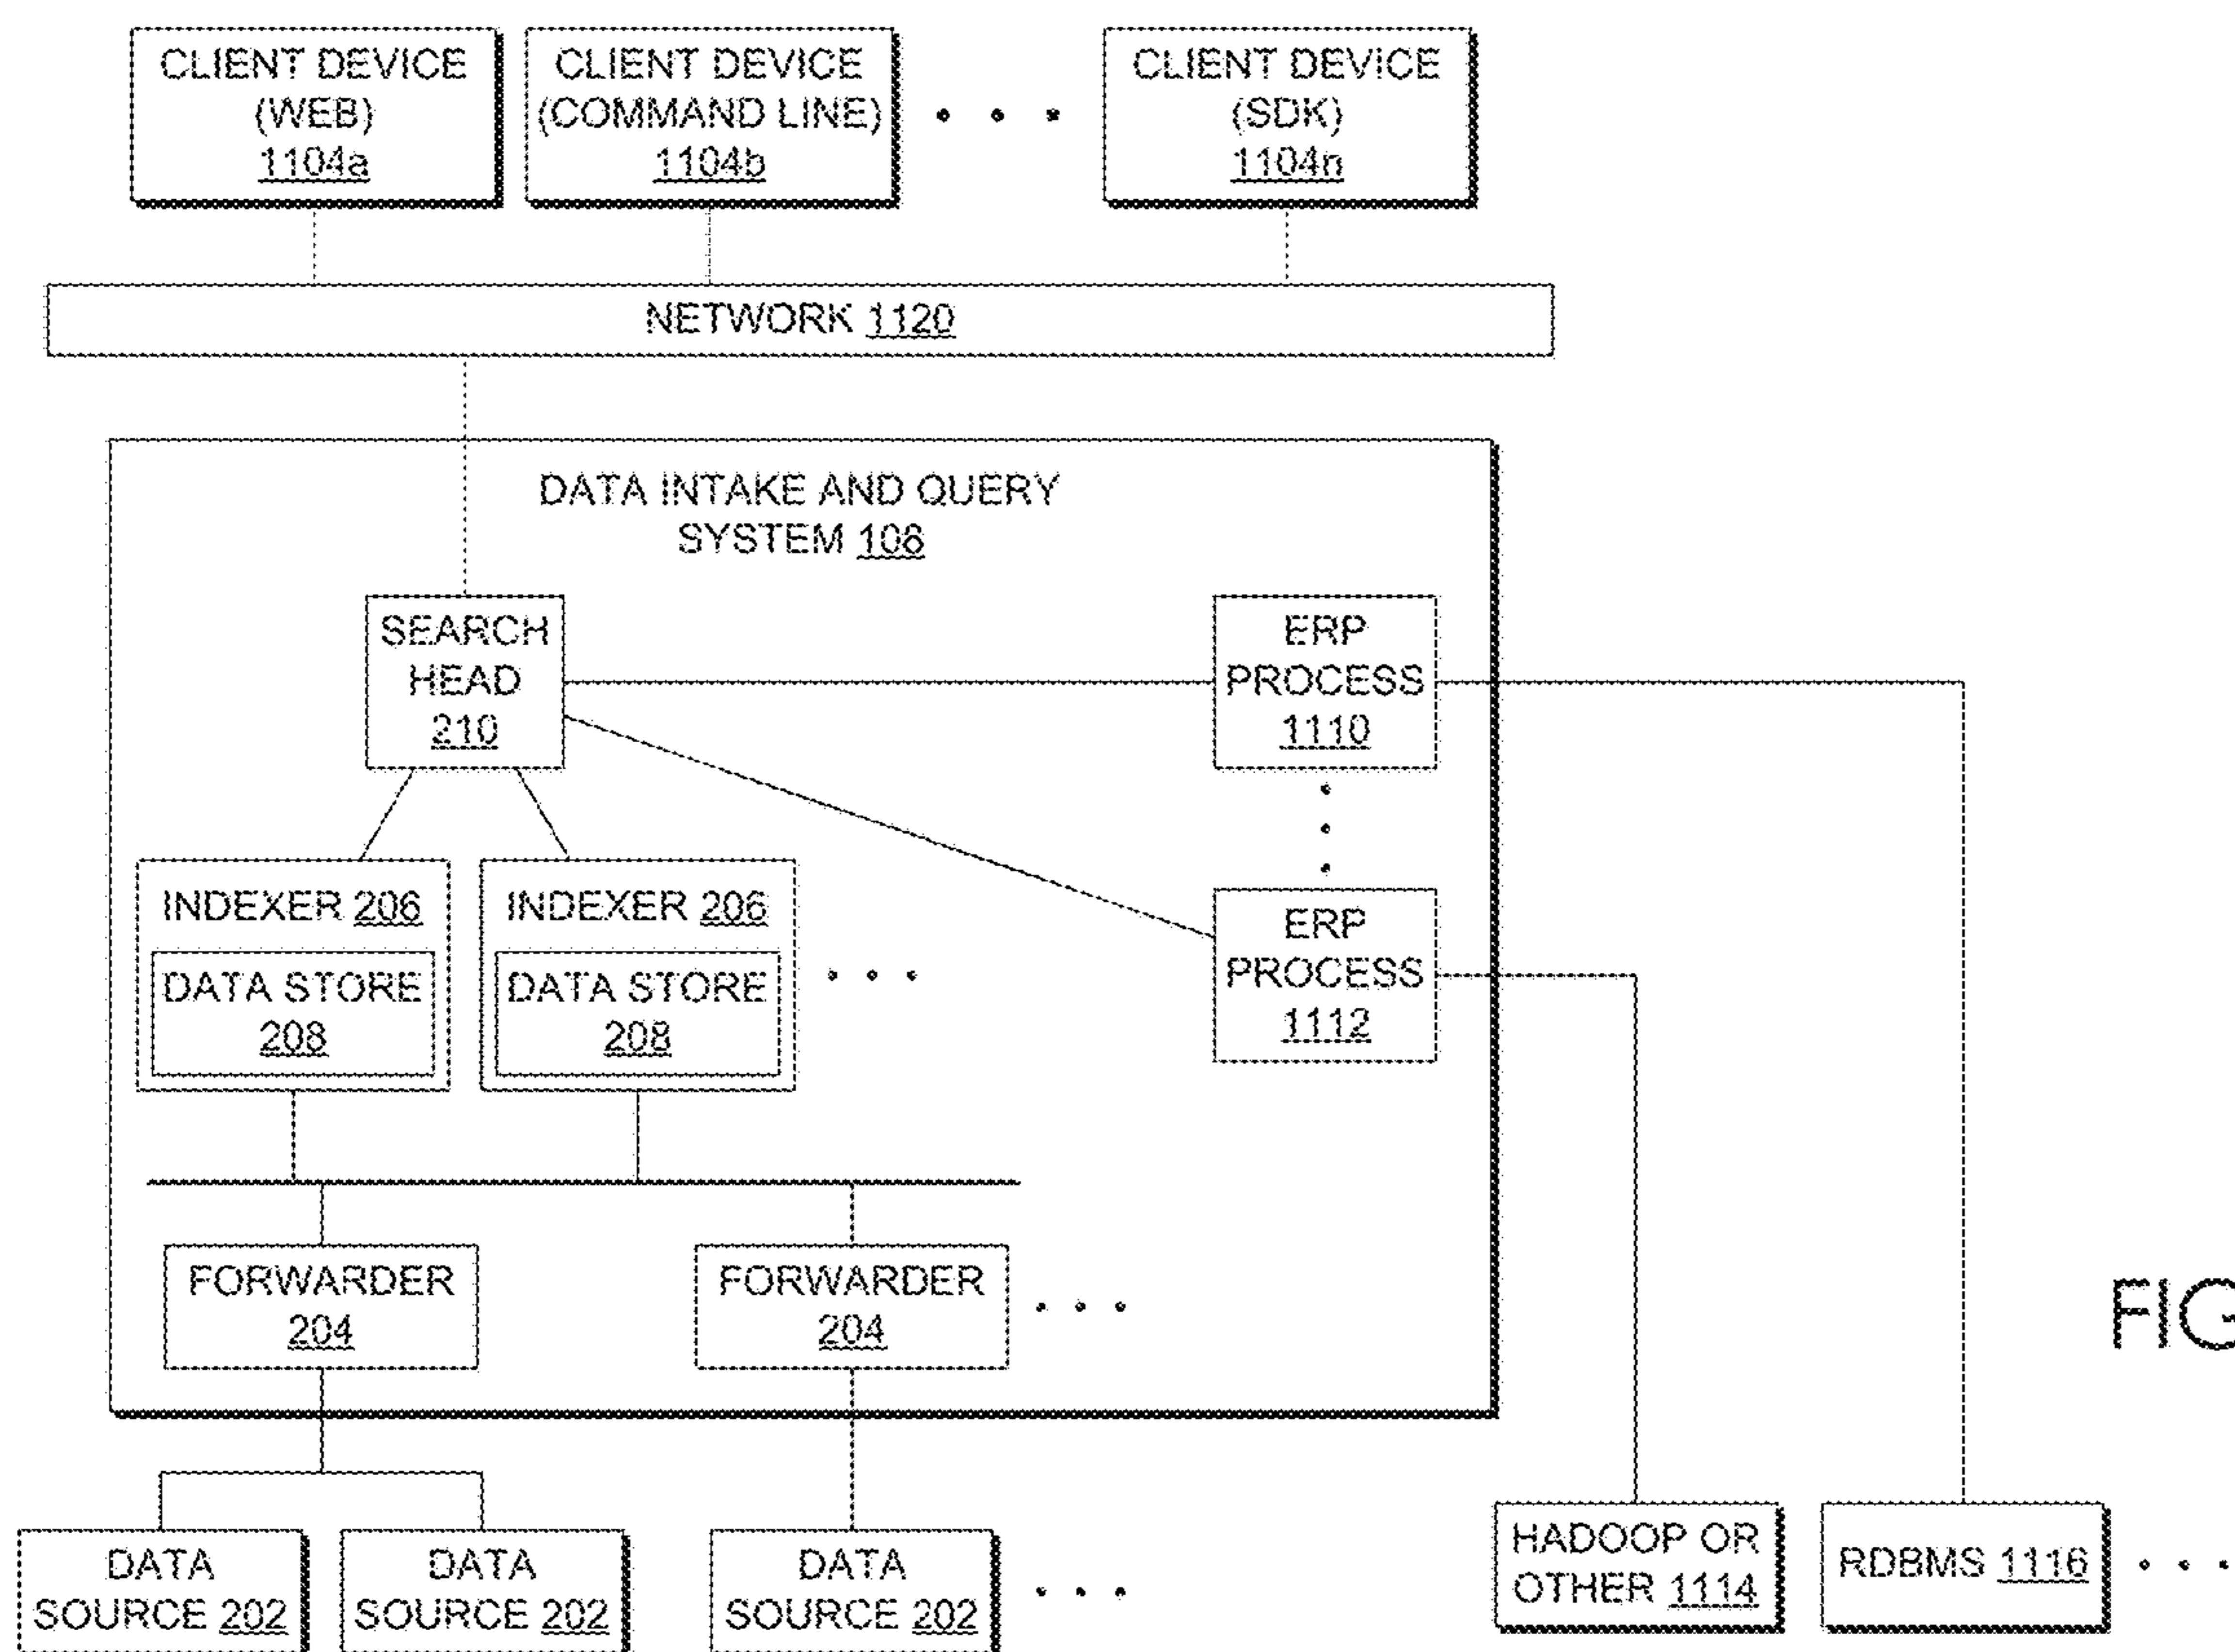 CLIENT DEVICE
(WEB)
1104a
CLIENT DEVICE
(COMMAND LINE)
1104b
CLIENT DEVICE
(SDK)
1104n
NETWORK 1120
DATA INTAKE AND QUERY
SYSTEM 108
SEARCH
HEAD
210
ERP
PROCESS
1110
INDEXER 206
DATA STORE
208
INDEXER 206
DATA STORE
208
ERP
PROCESS
1112
FORWARDER
204
FORWARDER
204
FIG
DATA
SOURCE 202
DATA
SOURCE 202
DATA
SOURCE 202
HADOOP OR
OTHER 1114
RDBMS 1116